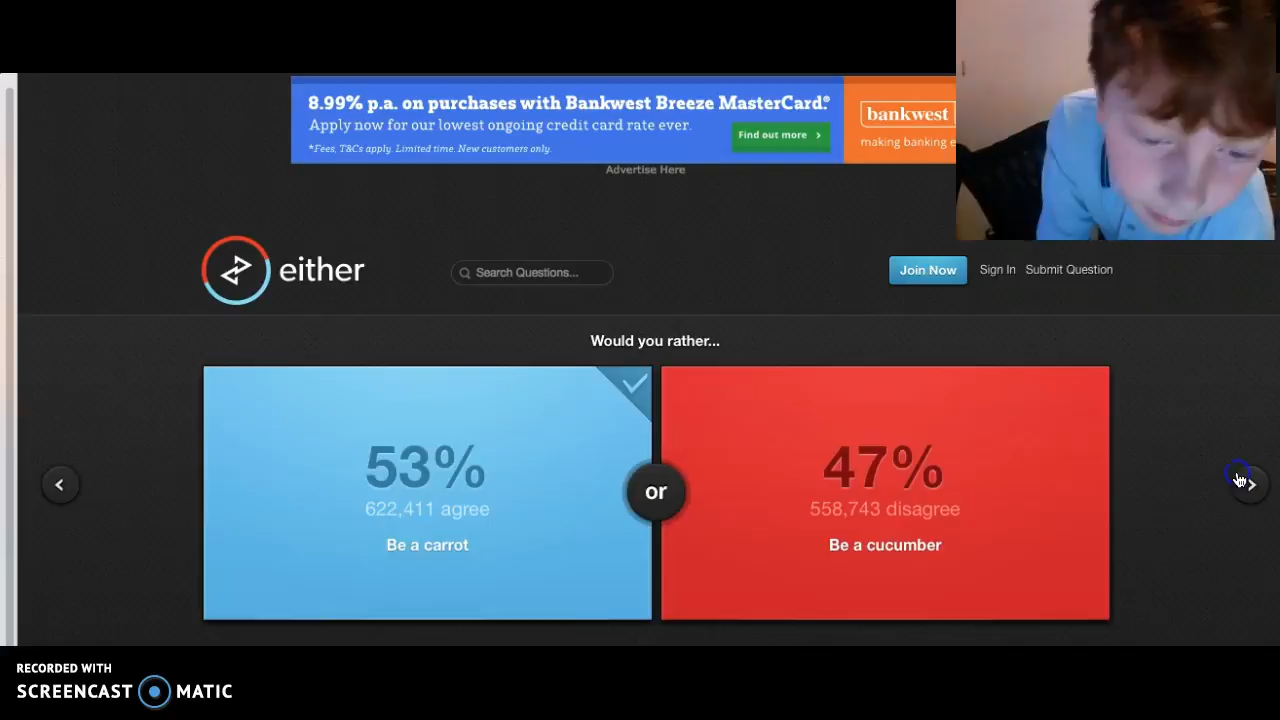 8.99% p.a. on purchases with Bankwest Breeze MasterCard.®
Apply now for our lowest ongoing credit card rate ever.
Find out more >
*Fees, T&Cs apply. Limited time. New customers only.
bankwest
making banking
Advertise Here
either
Search Questions...
Join Now
Sign In
Submit Question
Would you rather...
53%
622,411 agree
Be a carrot
or
47%
558,743 disagree
Be a cucumber
RECORDED WITH
SCREENCAST MATIC